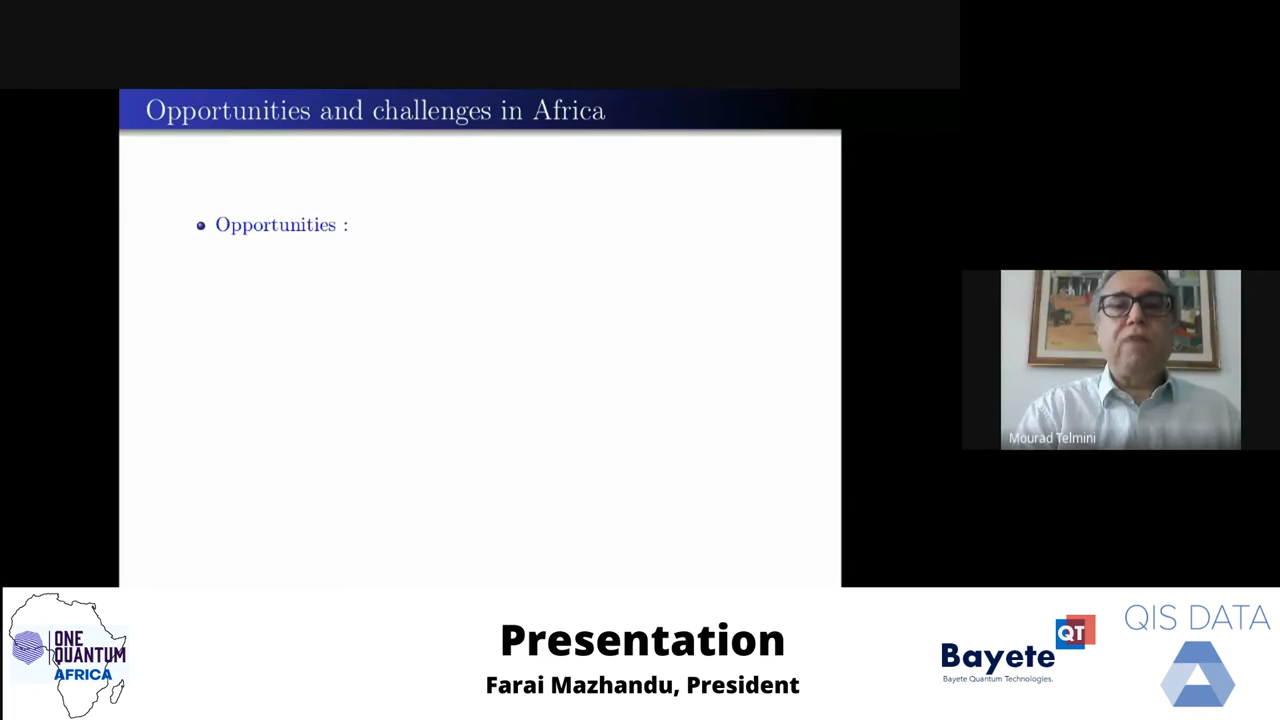 Opportunities and challenges in Africa
Opportunities :
Mourad Telmini
ONE
QUANTUM
AFRICA
Presentation
Farai Mazhandu, President
QT
Bayete
Bayete Quantum Technologies.
QIS DATA